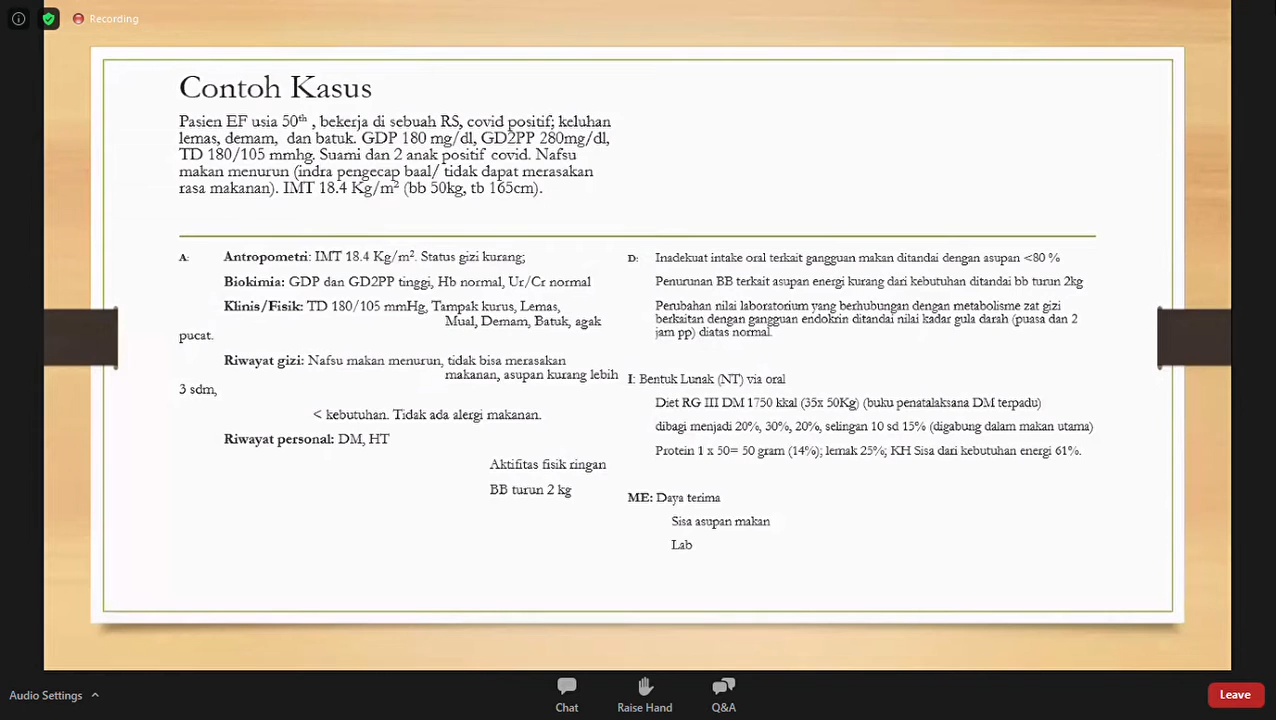 Recording
Contoh Kasus
Pasien EF usia 50th , bekerja di sebuah RS, covid positif; keluhan
lemas, demam, dan batuk. GDP 180 mg/dl, GD2PP 280mg/dl,
TD 180/105 mmhg. Suami dan 2 anak positif covid. Nafsu
makan menurun (indra pengecap baal/ tidak dapat merasakan
rasa makanan). IMT 18.4 Kg/m² (bb 50kg, tb 165cm).
A: Antropometri: IMT 18.4 Kg/m². Status gizi kurang;
Biokimia: GDP dan GD2PP tinggi, Hb normal, Ur/Cr normal
Klinis/Fisik: TD 180/105 mmHg, Tampak kurus, Lemas,
Mual, Demam, Batuk, agak
pucat.
Riwayat gizi: Nafsu makan menurun, tidak bisa merasakan
makanan, asupan kurang lebih
3 sdm,
< kebutuhan. Tidak ada alergi makanan.
Riwayat personal: DM, HT
Aktifitas fisik ringan
BB turun 2 kg
D: Inadekuat intake oral terkait gangguan makan ditandai dengan asupan <80 %
Penurunan BB terkait asupan energi kurang dari kebutuhan ditandai bb turun 2kg
Perubahan nilai laboratorium yang berhubungan dengan metabolisme zat gizi
berkaitan dengan gangguan endokrin ditandai nilai kadar gula darah (puasa dan 2
jam pp) diatas normal.
I: Bentuk Lunak (NT) via oral
Diet RG III DM 1750 kkal (35x 50Kg) (buku penatalaksana DM terpadu)
dibagi menjadi 20%, 30%, 20%, selingan 10 sd 15% (digabung dalam makan utama)
Protein 1 x 50= 50 gram (14%); lemak 25%; KH Sisa dari kebutuhan energi 61%.
ME: Daya terima
Sisa asupan makan
Lab
Audio Settings
Chat
Raise Hand
Q&A
Leave